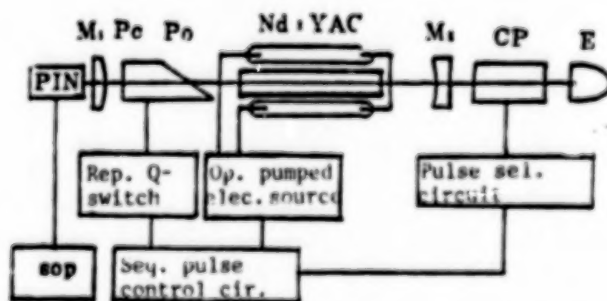 M₁ Pc Po Nd:YAC M₂ CP E
PIN
Rep. Q-
switch
Op. pumped
elec.source
Pulse sel.
circuit
sop
Seq. pulse
control cir.